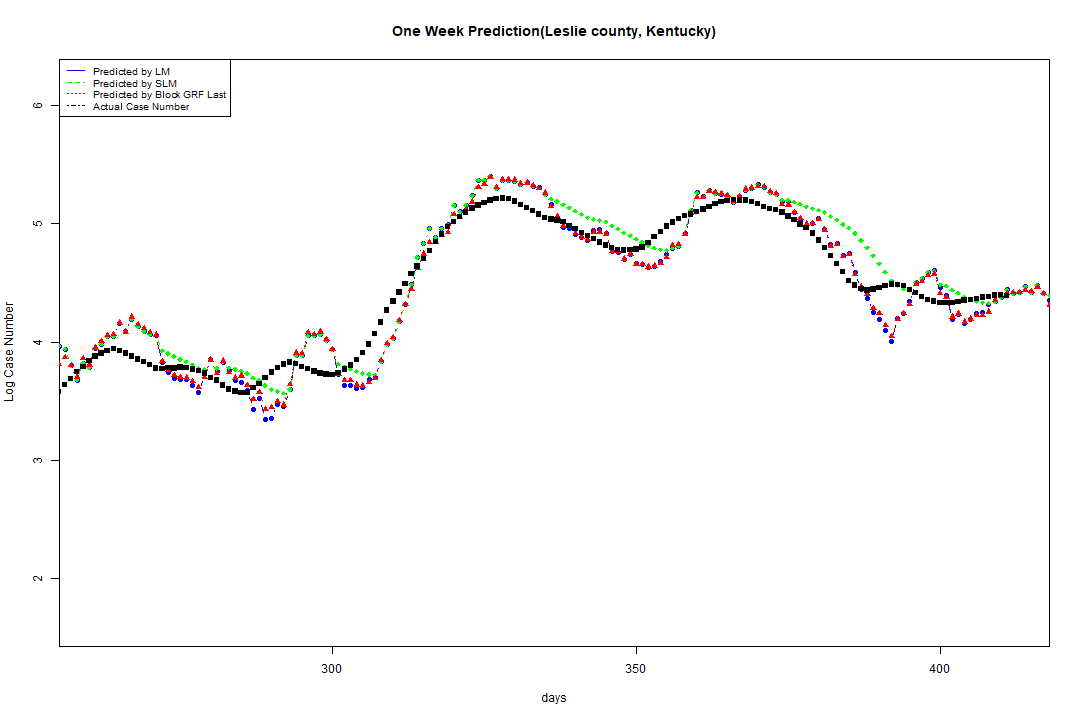 One Week Prediction(Leslie county, Kentucky)
Predicted by LM
Predicted by SLM
Predicted by Block GRF Last
Actual Case Number
6
5
4
3
2
Log Case Number
300
350
400
days